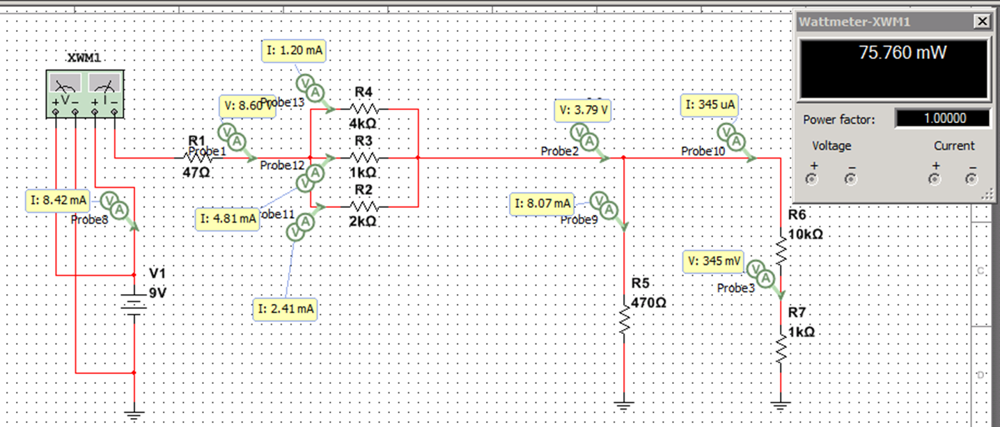 Wattmeter-XWM1
75.760 mW
Power factor:
1.00000
Voltage
Current
+
−
+
−
XWM1
+ V − + I −
I: 1.20 mA
Probe13
R4
4kΩ
V: 8.60 V
Probe1
R1
47Ω
Probe12
R3
1kΩ
I: 4.81 mA
R2
2kΩ
I: 2.41 mA
I: 8.42 mA
Probe8
V1
9V
V: 3.79 V
Probe2
I: 345 uA
Probe10
I: 8.07 mA
Probe9
R5
470Ω
R6
10kΩ
V: 345 mV
Probe3
R7
1kΩ
C
D